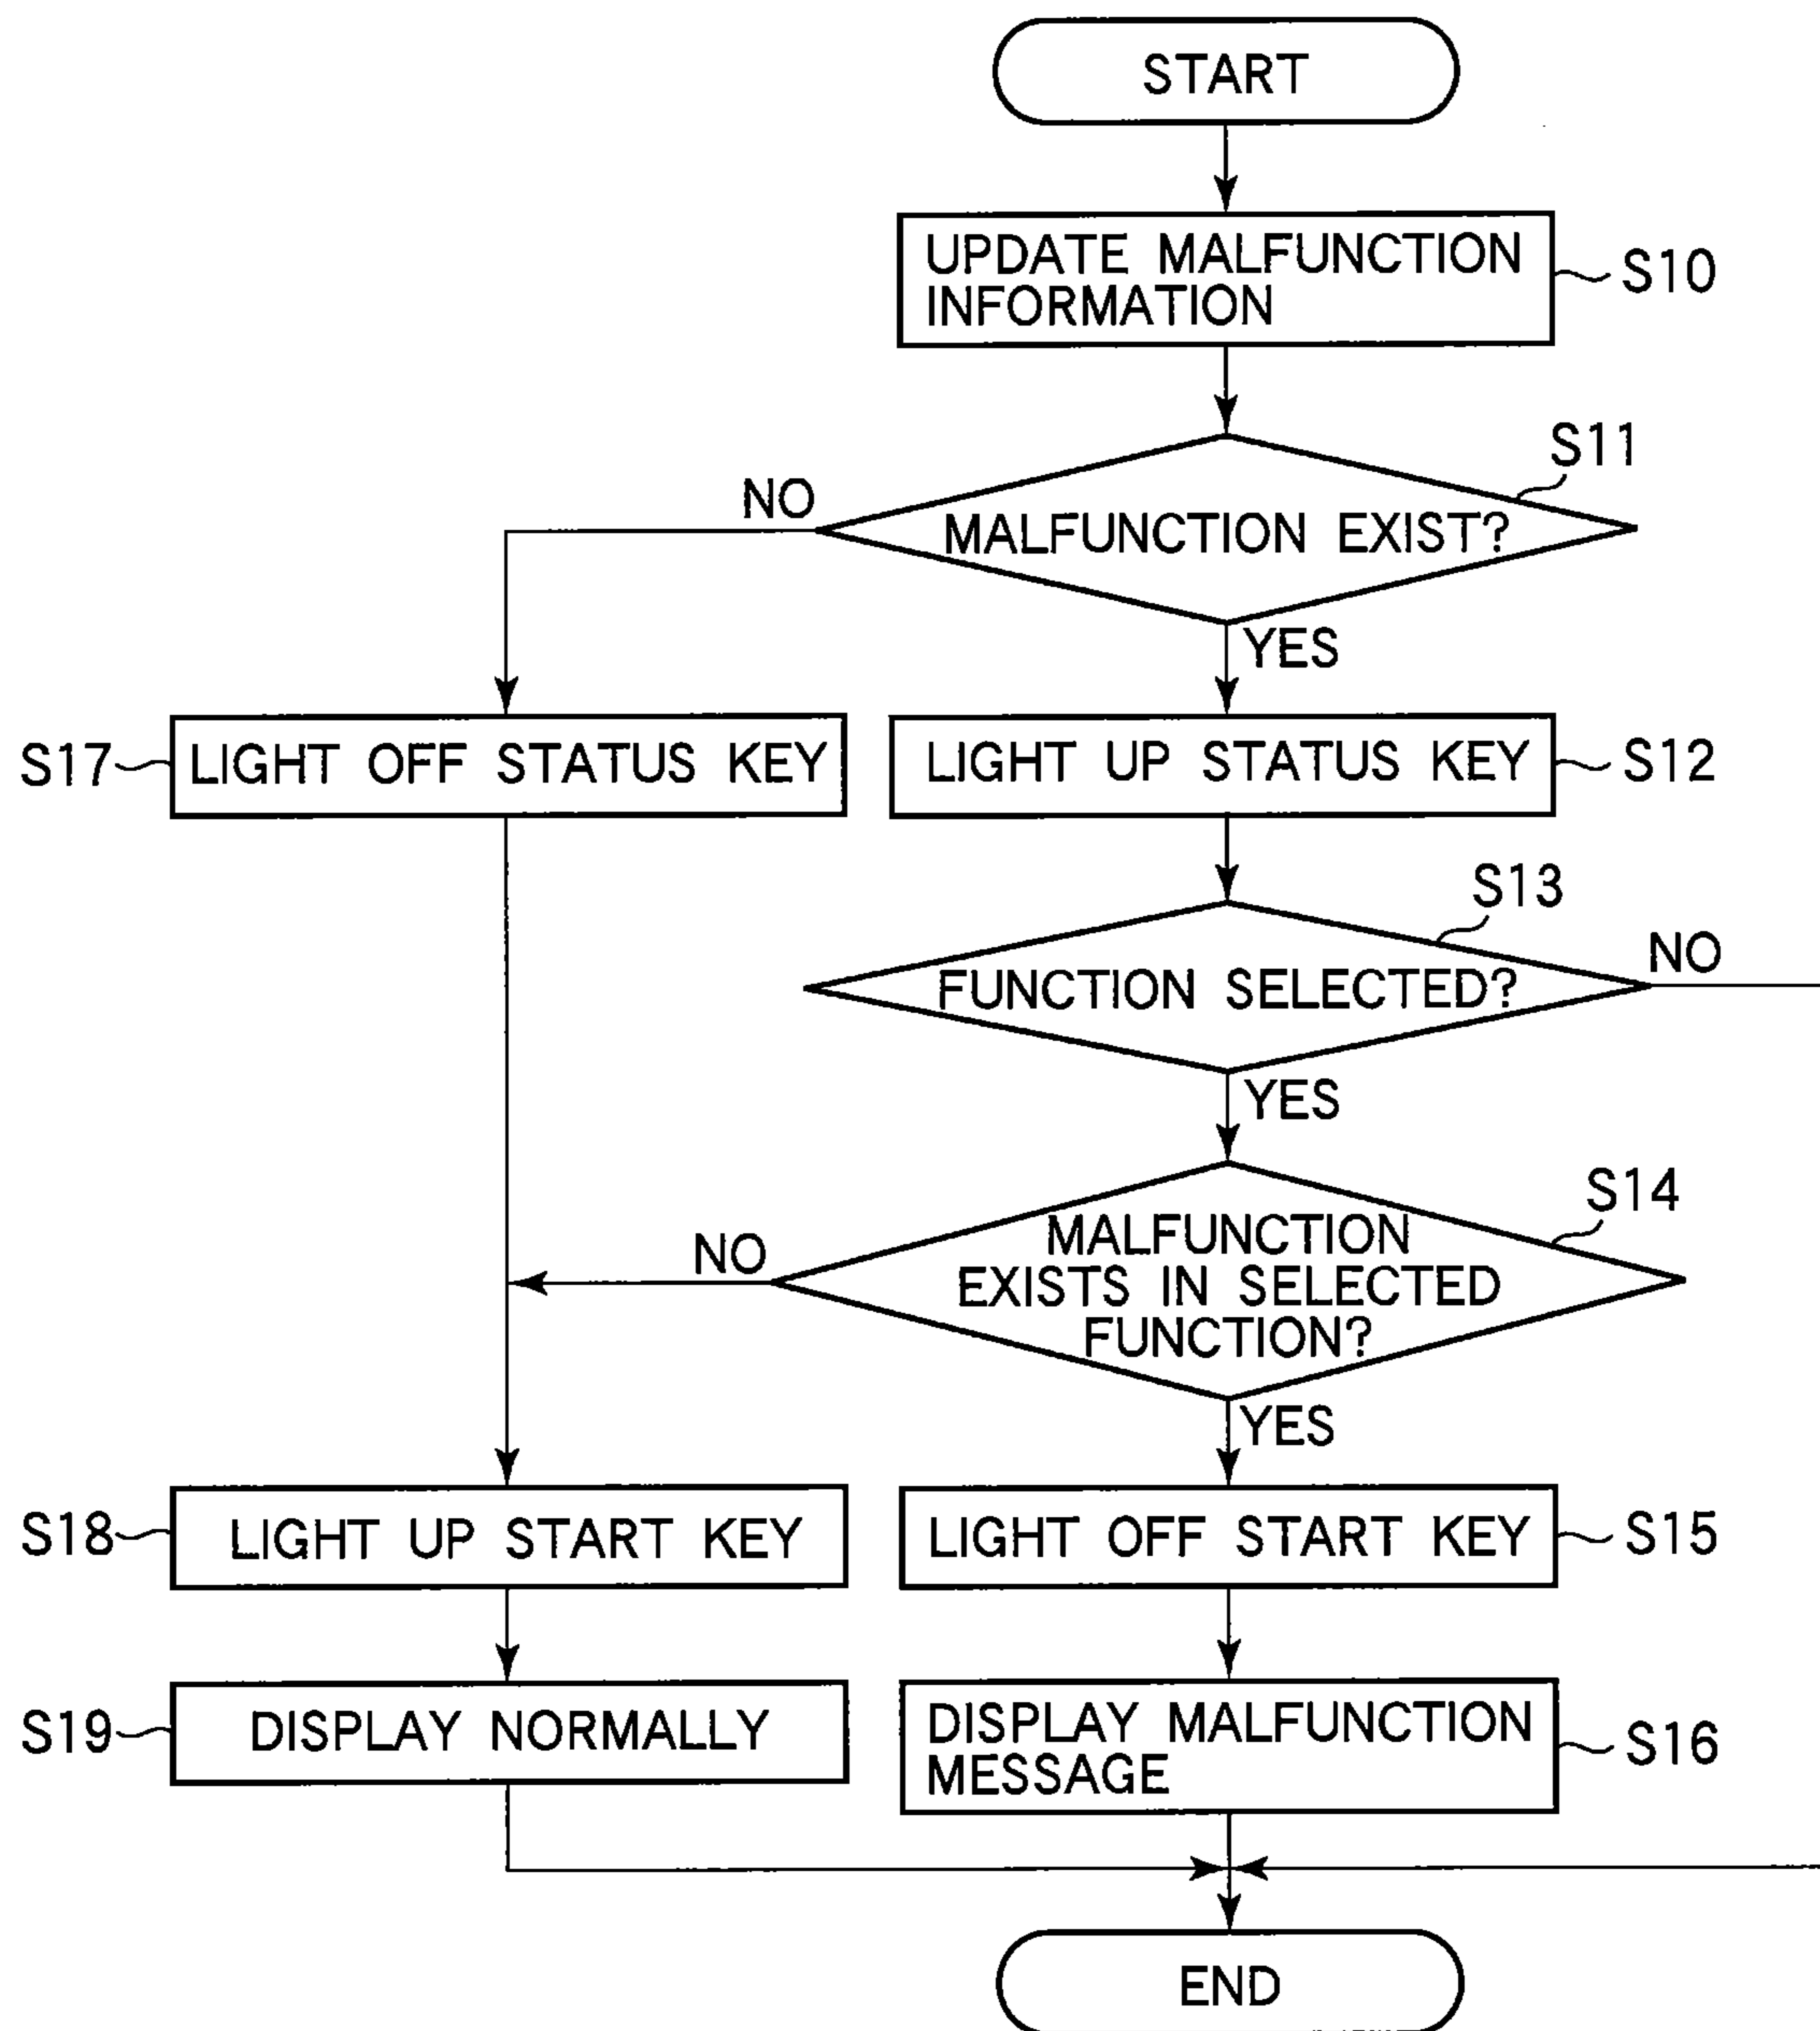 START
UPDATE MALFUNCTION
INFORMATION
S10
S11
NO
MALFUNCTION EXIST?
YES
S17
LIGHT OFF STATUS KEY
LIGHT UP STATUS KEY
S12
S13
NO
FUNCTION SELECTED?
YES
S14
NO
MALFUNCTION
EXISTS IN SELECTED
FUNCTION?
YES
S18
LIGHT UP START KEY
LIGHT OFF START KEY
S15
S19
DISPLAY NORMALLY
DISPLAY MALFUNCTION
MESSAGE
S16
END